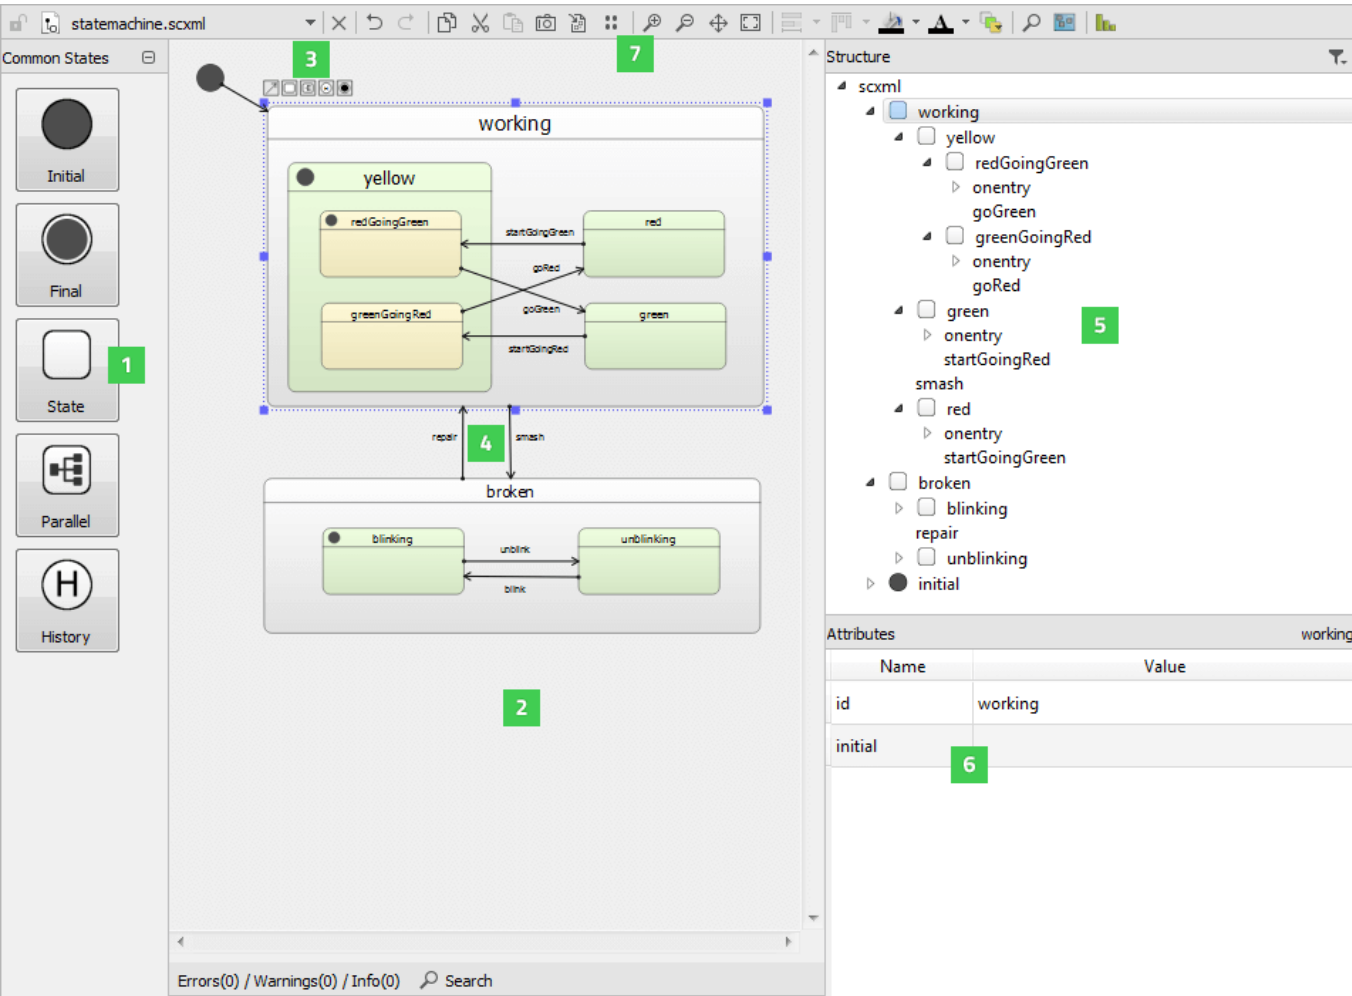 statemachine.scxml
Common States
Initial
Final
State
Parallel
History
1
3
7
working
yellow
redGoingGreen
startGoingGreen
red
goRed
goGreen
greenGoingRed
startGoingRed
green
repair
4
smash
broken
blinking
unblink
blink
unblinking
2
Errors(0) / Warnings(0) / Info(0)
Search
Structure
scxml
working
yellow
redGoingGreen
onentry
goGreen
greenGoingRed
onentry
goRed
green
5
onentry
startGoingRed
smash
red
onentry
startGoingGreen
broken
blinking
repair
unblinking
initial
Attributes working
Name Value
id working
initial
6
H
A